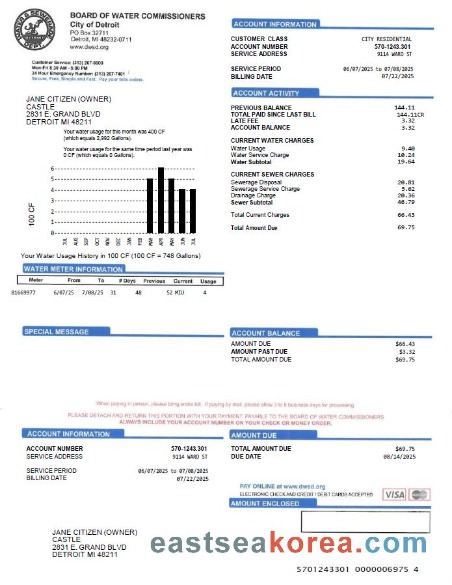 BOARD OF WATER COMMISSIONERS
City of Detroit
PO Box 32711
Detroit, MI 48232-0711
www.dwsd.org
Customer Service: (313) 267-8000
Mon-Fri 8:30 AM - 5:00 PM
24 Hour Emergency Number: (313) 267-7401
Secure, Free, Simple and Fast. Pay your bills online.
JANE CITIZEN (OWNER)
CASTLE
2831 E. GRAND BLVD
DETROIT MI 48211
Your water usage for this month was 400 CF
(which equals 2,992 Gallons).
Your water usage for the same time period last year was
0 CF (which equals 0 Gallons).
100 CF
6
5
4
3
2
1
0
JUL AUG SEP OCT NOV DEC JAN FEB MAR APR MAY JUN JUL
Your Water Usage History in 100 CF (100 CF = 748 Gallons)
WATER METER INFORMATION
Meter From To # Days Previous Current Usage
81669977 6/07/25 7/08/25 31 48 52 MIU 4
ACCOUNT INFORMATION
CUSTOMER CLASS CITY RESIDENTIAL
ACCOUNT NUMBER 570-1243.301
SERVICE ADDRESS 9114 WARD ST
SERVICE PERIOD 06/07/2025 to 07/08/2025
BILLING DATE 07/22/2025
ACCOUNT ACTIVITY
PREVIOUS BALANCE 144.11
TOTAL PAID SINCE LAST BILL 144.11CR
LATE FEE 3.32
ACCOUNT BALANCE 3.32
CURRENT WATER CHARGES
Water Usage 9.40
Water Service Charge 10.24
Water Subtotal 19.64
CURRENT SEWER CHARGES
Sewerage Disposal 20.81
Sewerage Service Charge 5.62
Drainage Charge 20.36
Sewer Subtotal 46.79
Total Current Charges 66.43
Total Amount Due 69.75
SPECIAL MESSAGE
ACCOUNT BALANCE
AMOUNT DUE $66.43
AMOUNT PAST DUE $3.32
TOTAL AMOUNT DUE $69.75
When paying in person, please bring entire bill. If paying by mail, please allow 3 to 5 business days for processing.
PLEASE DETACH AND RETURN THIS PORTION WITH YOUR PAYMENT PAYABLE TO THE BOARD OF WATER COMMISSIONERS
ALWAYS INCLUDE YOUR ACCOUNT NUMBER ON YOUR CHECK OR MONEY ORDER.
ACCOUNT INFORMATION
ACCOUNT NUMBER 570-1243.301
SERVICE ADDRESS 9114 WARD ST
SERVICE PERIOD 06/07/2025 to 07/08/2025
BILLING DATE 07/22/2025
AMOUNT DUE
TOTAL AMOUNT DUE $69.75
DUE DATE 08/14/2025
PAY ONLINE at www.dwsd.org
ELECTRONIC CHECK AND CREDIT / DEBIT CARDS ACCEPTED
VISA
AMOUNT ENCLOSED
JANE CITIZEN (OWNER)
CASTLE
2831 E. GRAND BLVD
DETROIT MI 48211
eastseakorea.com
5701243301 0000006975 4